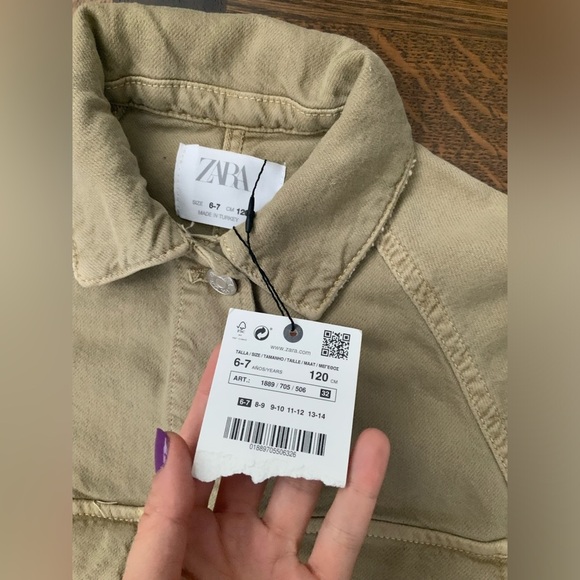 ZARA
SIZE 6-7 CM 120
MADE IN TURKEY
FSC
www.zara.com
TALLA / SIZE / TAMANHO / TAILLE / MAAT / ΜΕΓΕΘΟΣ
6-7 AÑOS/YEARS 120 CM
ART.: 1889 / 705 / 506 32
6-7 8-9 9-10 11-12 13-14
01889705506326